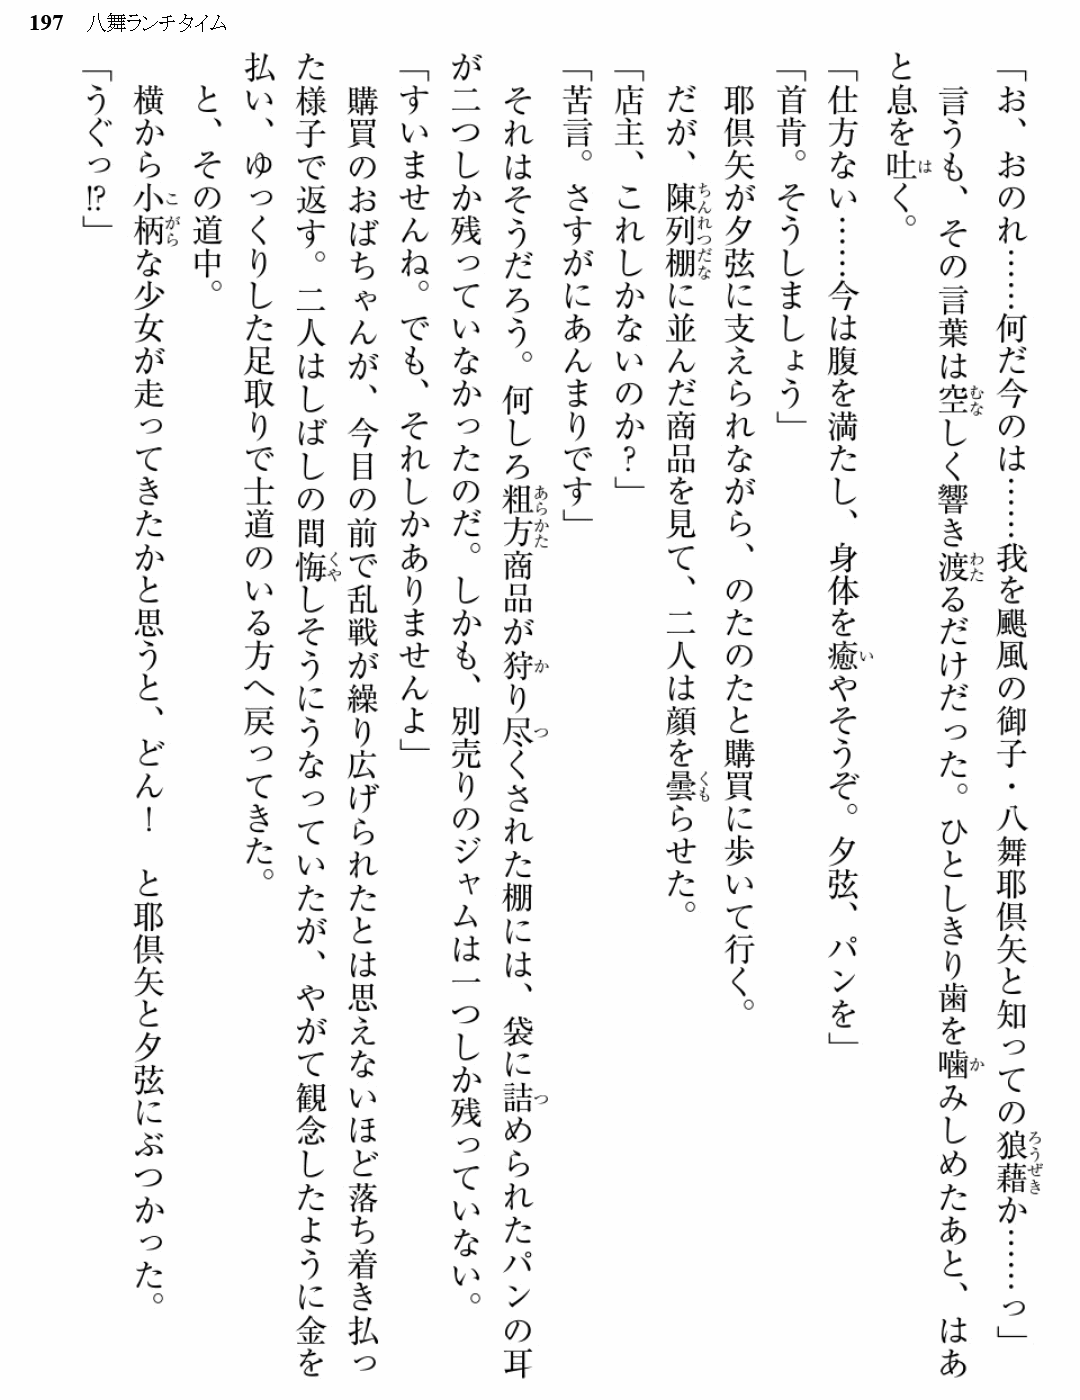 197 八舞ランチタイム
「お、おのれ……何だ今のは……我を颶風の御子・八舞耶倶矢と知っての狼藉か……っ」
言うも、その言葉は空しく響き渡るだけだった。ひとしきり歯を噛みしめたあと、はあ
と息を吐く。
「仕方ない……今は腹を満たし、身体を癒やそうぞ。夕弦、パンを」
「首肯。そうしましょう」
耶倶矢が夕弦に支えられながら、のたのたと購買に歩いて行く。
だが、陳列棚に並んだ商品を見て、二人は顔を曇らせた。
「店主、これしかないのか?」
「苦言。さすがにあんまりです」
それはそうだろう。何しろ粗方商品が狩り尽くされた棚には、袋に詰められたパンの耳
が二つしか残っていなかったのだ。しかも、別売りのジャムは一つしか残っていない。
「すいませんね。でも、それしかありませんよ」
購買のおばちゃんが、今目の前で乱戦が繰り広げられたとは思えないほど落ち着き払っ
た様子で返す。二人はしばしの間悔しそうにうなっていたが、やがて観念したように金を
払い、ゆっくりした足取りで士道のいる方へ戻ってきた。
と、その道中。
横から小柄な少女が走ってきたかと思うと、どん! と耶倶矢と夕弦にぶつかった。
「うぐっ!?」